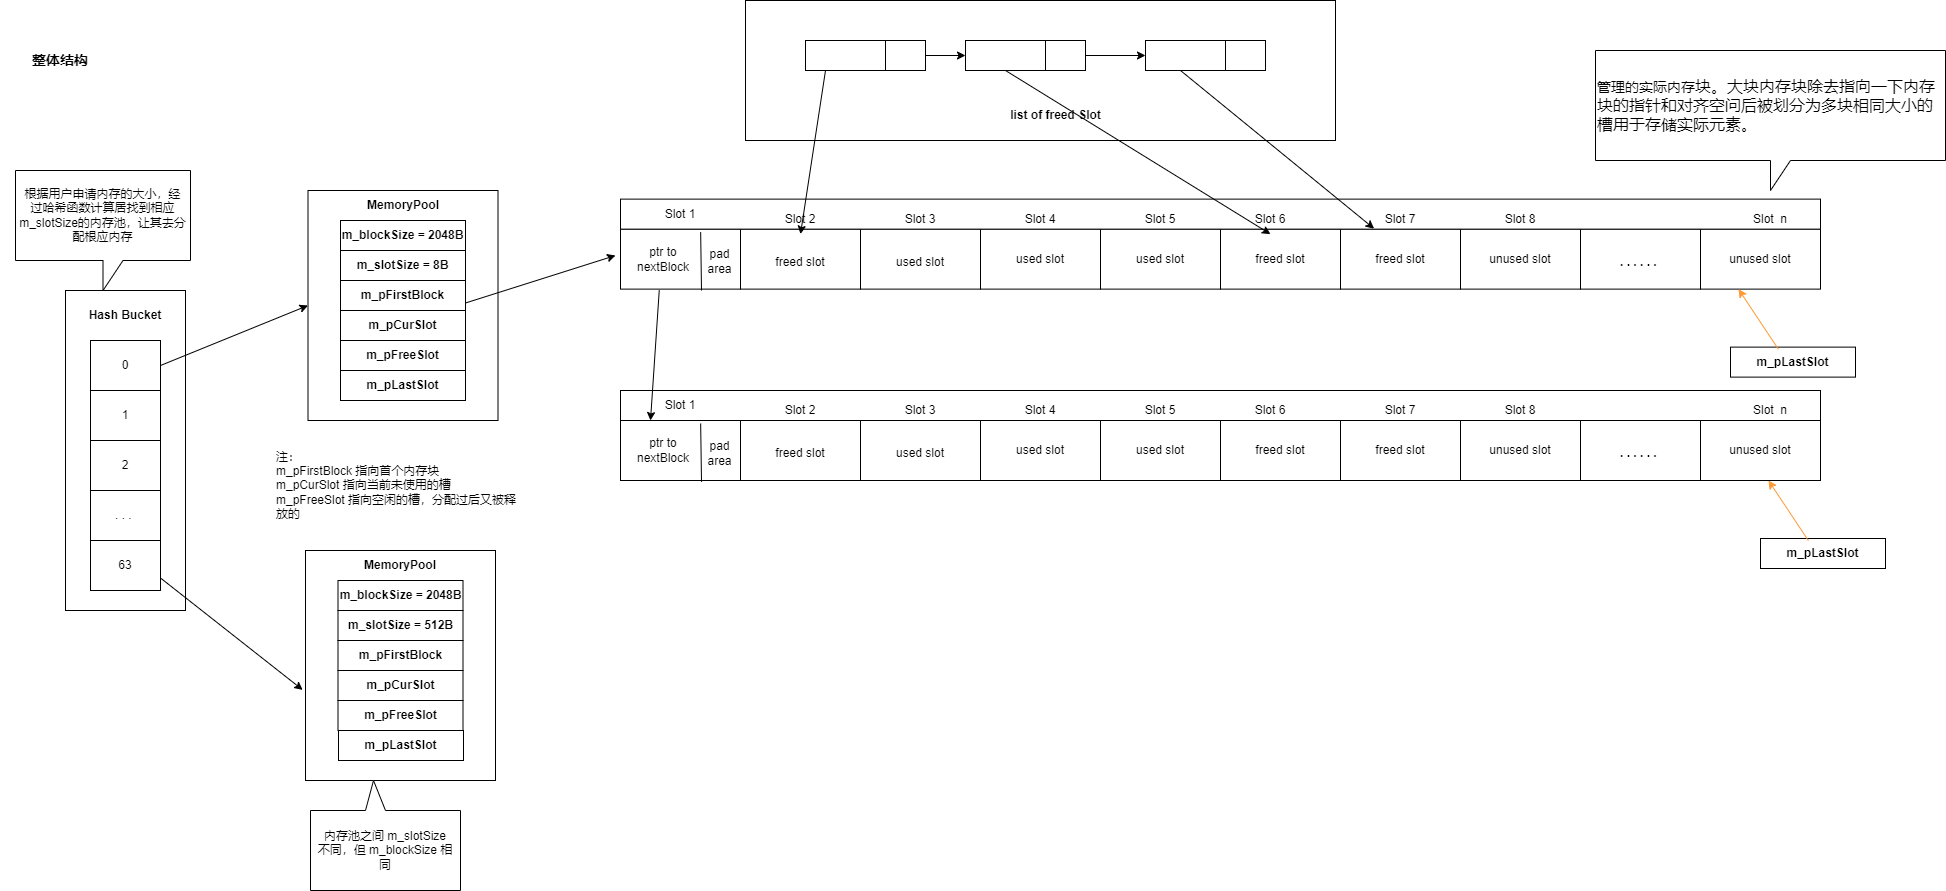 整体结构
list of freed Slot
管理的实际内存块。大块内存块除去指向一下内存
块的指针和对齐空问后被划分为多块相同大小的
槽用于存储实际元素。
根据用户申请内存的大小，经
过哈希函数计算居找到相应
m_slotSize的内存池，让其去分
配根应内存
Hash Bucket
0
1
2
...
63
MemoryPool
m_blockSize = 2048B
m_slotSize = 8B
m_pFirstBlock
m_pCurSlot
m_pFreeSlot
m_pLastSlot
Slot 1
Slot 2
Slot 3
Slot 4
Slot 5
Slot 6
Slot 7
Slot 8
Slot n
ptr to
nextBlock
pad
area
freed slot
used slot
used slot
used slot
freed slot
freed slot
unused slot
......
unused slot
m_pLastSlot
Slot 1
Slot 2
Slot 3
Slot 4
Slot 5
Slot 6
Slot 7
Slot 8
Slot n
ptr to
nextBlock
pad
area
freed slot
used slot
used slot
used slot
freed slot
freed slot
unused slot
......
unused slot
m_pLastSlot
注：
m_pFirstBlock 指向首个内存块
m_pCurSlot 指向当前未使用的槽
m_pFreeSlot 指向空闲的槽，分配过后又被释
放的
MemoryPool
m_blockSize = 2048B
m_slotSize = 512B
m_pFirstBlock
m_pCurSlot
m_pFreeSlot
m_pLastSlot
内存池之间 m_slotSize
不同，但 m_blockSize 相
同